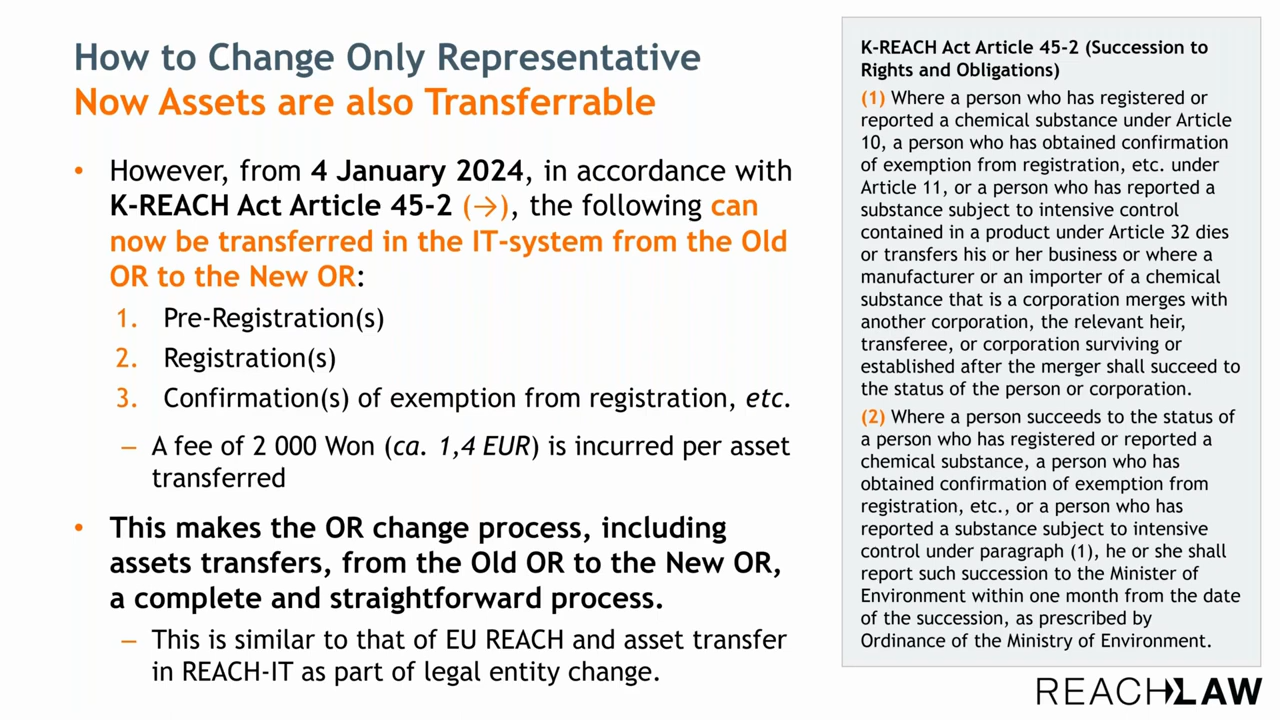 How to Change Only Representative
Now Assets are also Transferrable
• However, from 4 January 2024, in accordance with
K-REACH Act Article 45-2 (→), the following can
now be transferred in the IT-system from the Old
OR to the New OR:
1. Pre-Registration(s)
2. Registration(s)
3. Confirmation(s) of exemption from registration, etc.
– A fee of 2 000 Won (ca. 1,4 EUR) is incurred per asset
transferred
• This makes the OR change process, including
assets transfers, from the Old OR to the New OR,
a complete and straightforward process.
– This is similar to that of EU REACH and asset transfer
in REACH-IT as part of legal entity change.
K-REACH Act Article 45-2 (Succession to
Rights and Obligations)
(1) Where a person who has registered or
reported a chemical substance under Article
10, a person who has obtained confirmation
of exemption from registration, etc. under
Article 11, or a person who has reported a
substance subject to intensive control
contained in a product under Article 32 dies
or transfers his or her business or where a
manufacturer or an importer of a chemical
substance that is a corporation merges with
another corporation, the relevant heir,
transferee, or corporation surviving or
established after the merger shall succeed to
the status of the person or corporation.
(2) Where a person succeeds to the status of
a person who has registered or reported a
chemical substance, a person who has
obtained confirmation of exemption from
registration, etc., or a person who has
reported a substance subject to intensive
control under paragraph (1), he or she shall
report such succession to the Minister of
Environment within one month from the date
of the succession, as prescribed by
Ordinance of the Ministry of Environment.
REACHLAW